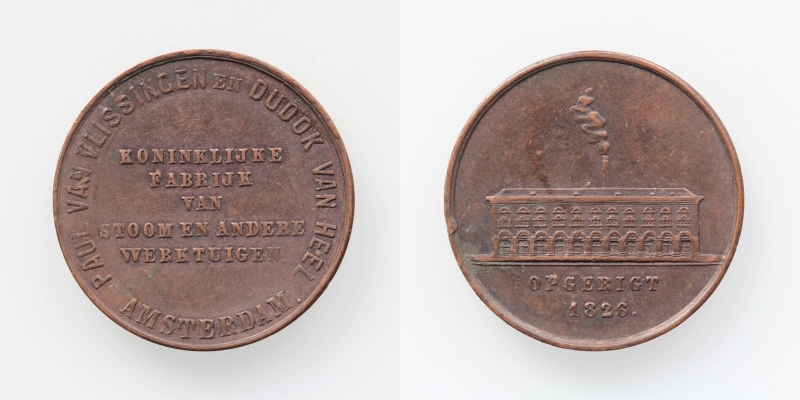 PAUL VAN VLISSINGEN EN DUDOK VAN HEEL
KONINKLIJKE
FABRIJK
VAN
STOOM EN ANDERE
WERKTUIGEN
AMSTERDAM.
OPGERIGT
1826.